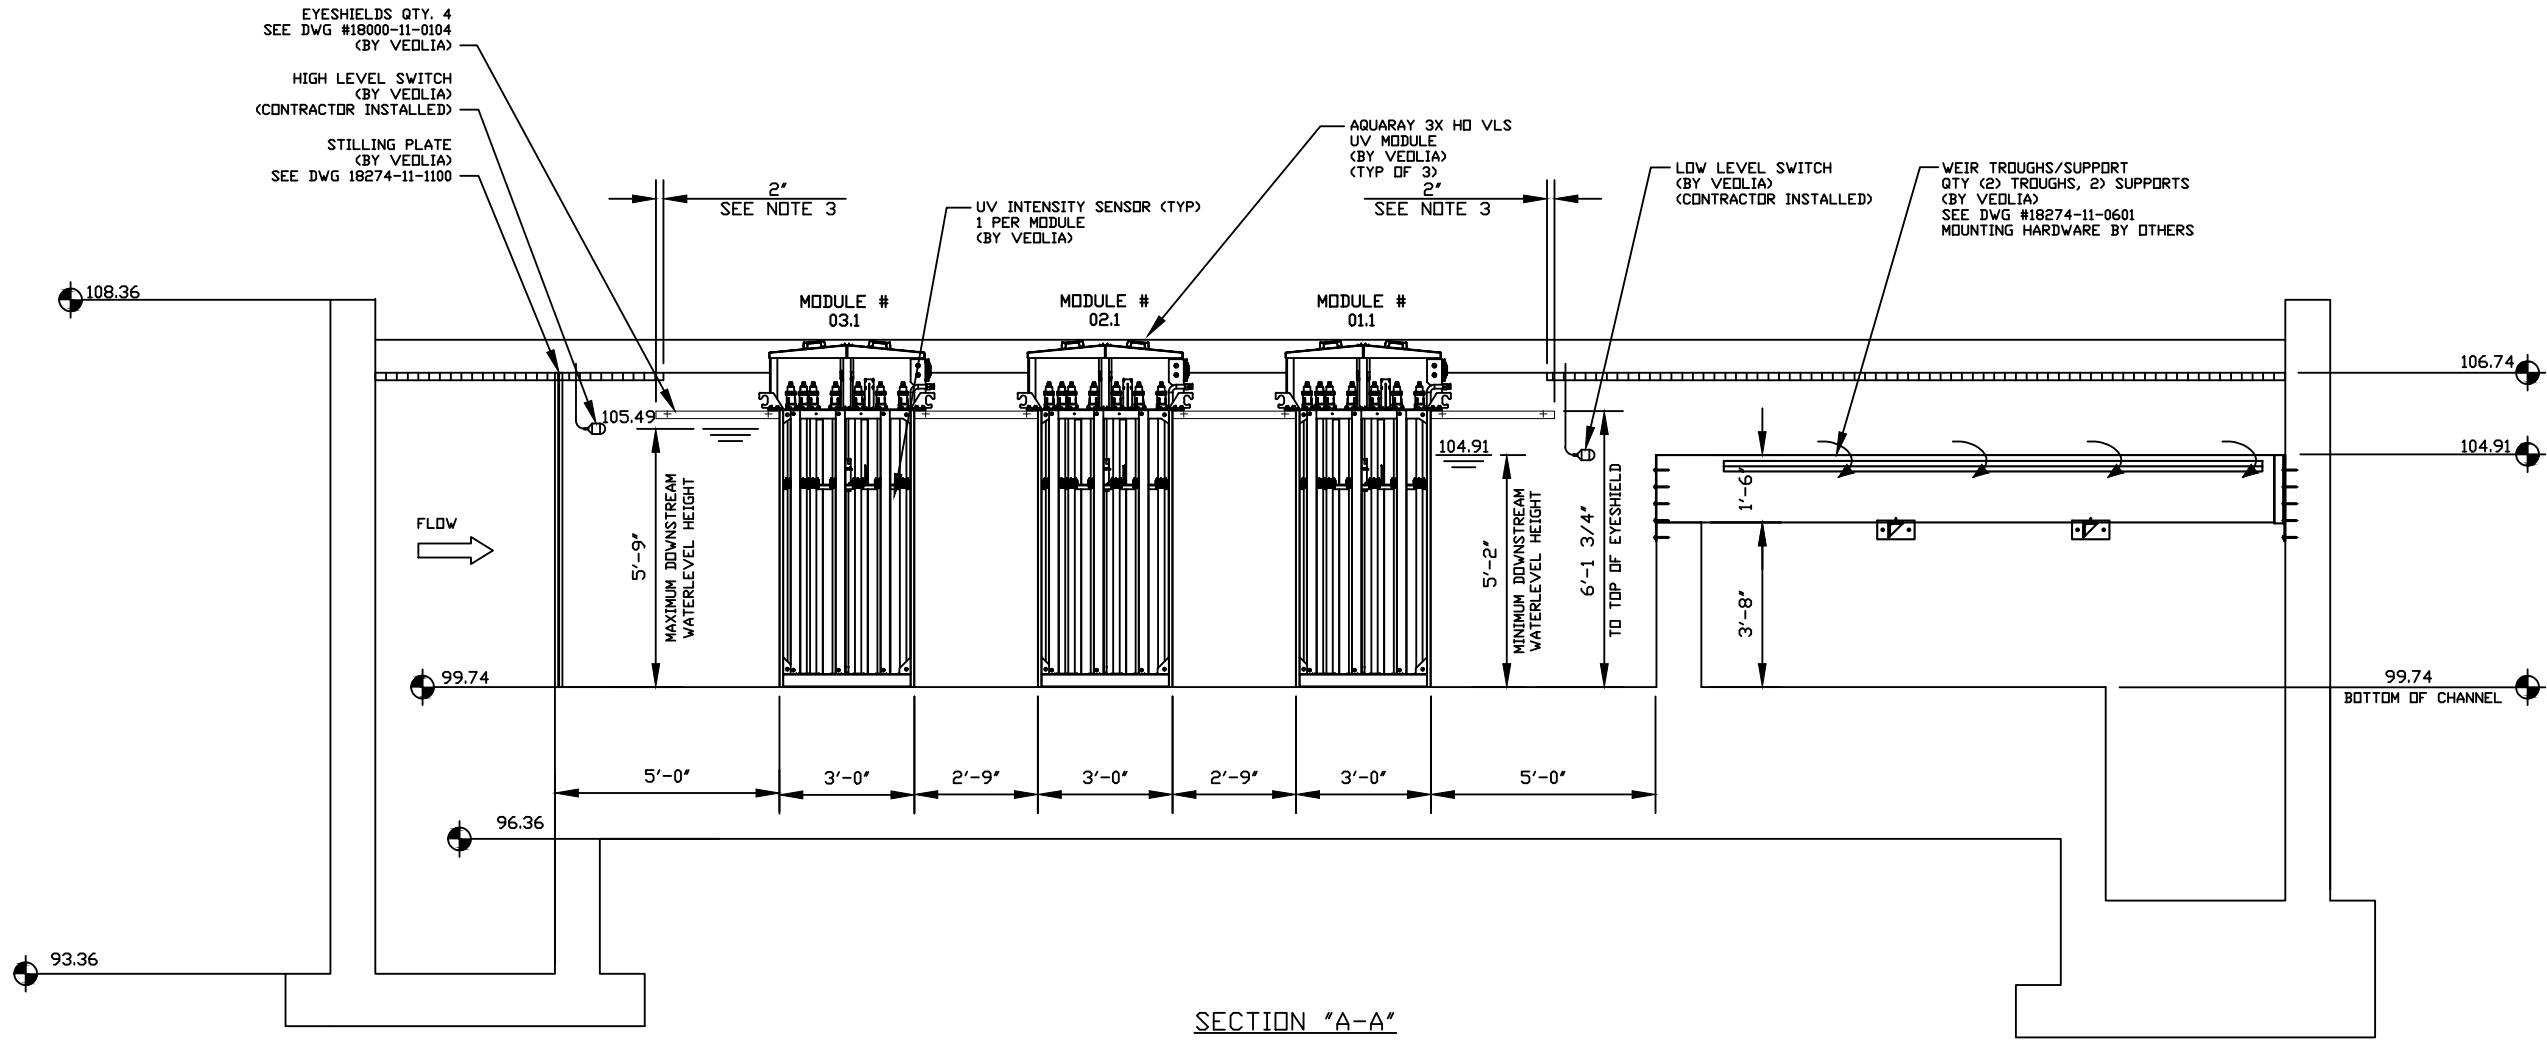 EYESHIELDS QTY. 4
SEE DWG #18000-11-0104
(BY VEOLIA)
HIGH LEVEL SWITCH
(BY VEOLIA)
(CONTRACTOR INSTALLED)
STILLING PLATE
(BY VEOLIA)
SEE DWG 18274-11-1100
2"
SEE NOTE 3
UV INTENSITY SENSOR (TYP)
1 PER MODULE
(BY VEOLIA)
AQUARAY 3X HO VLS
UV MODULE
(BY VEOLIA)
(TYP OF 3)
2"
SEE NOTE 3
LOW LEVEL SWITCH
(BY VEOLIA)
(CONTRACTOR INSTALLED)
WEIR TROUGHS/SUPPORT
QTY (2) TROUGHS, 2) SUPPORTS
(BY VEOLIA)
SEE DWG #18274-11-0601
MOUNTING HARDWARE BY OTHERS
108.36
MODULE #
03.1
MODULE #
02.1
MODULE #
01.1
106.74
105.49
104.91
104.91
FLOW
5'-9"
MAXIMUM DOWNSTREAM
WATERLEVEL HEIGHT
5'-2"
MINIMUM DOWNSTREAM
WATERLEVEL HEIGHT
6'-1 3/4"
TO TOP OF EYESHIELD
1'-6"
3'-8"
99.74
99.74
BOTTOM OF CHANNEL
5'-0"
3'-0"
2'-9"
3'-0"
2'-9"
3'-0"
5'-0"
96.36
93.36
SECTION "A-A"